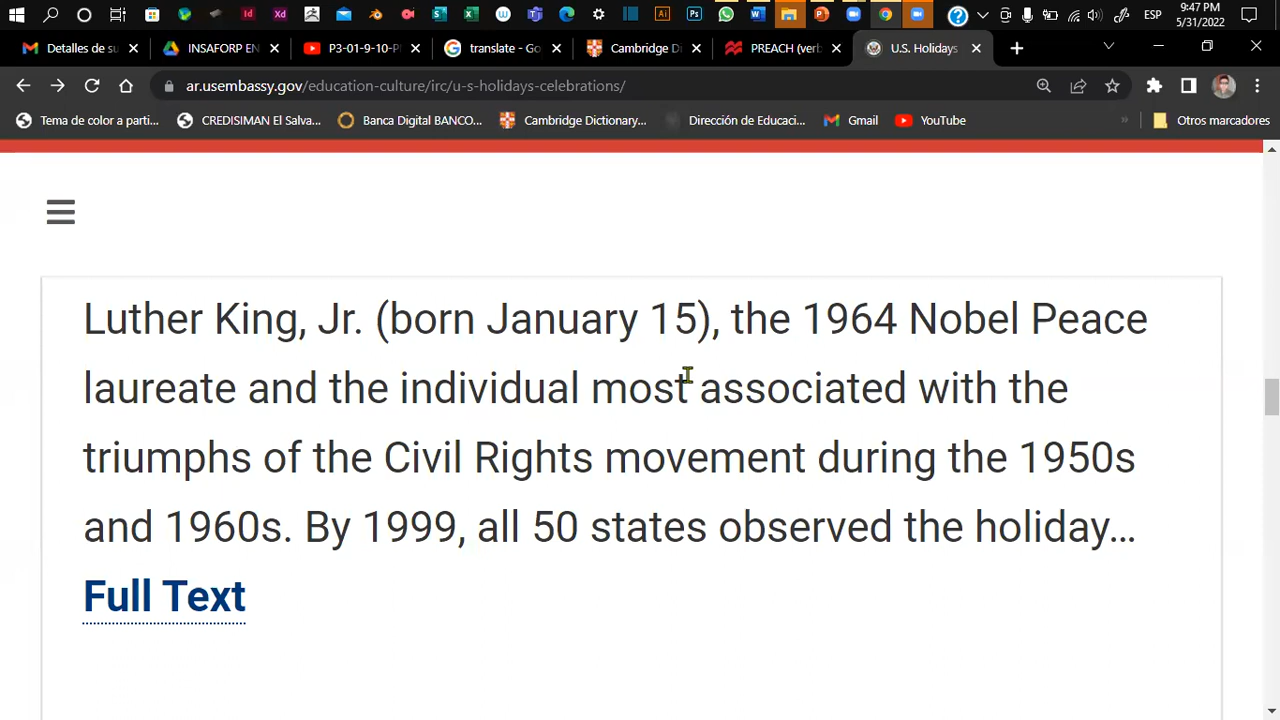 9:47 PM
ESP
5/31/2022
Detalles de su
INSAFORP EN
P3-01-9-10-PI
translate - Go
Cambridge Di
PREACH (verb
U.S. Holidays
ar.usembassy.gov/education-culture/irc/u-s-holidays-celebrations/
Tema de color a parti...
CREDISIMAN El Salva...
Banca Digital BANCO...
Cambridge Dictionary...
Dirección de Educaci...
Gmail
YouTube
Otros marcadores
Luther King, Jr. (born January 15), the 1964 Nobel Peace
laureate and the individual most associated with the
triumphs of the Civil Rights movement during the 1950s
and 1960s. By 1999, all 50 states observed the holiday…
Full Text